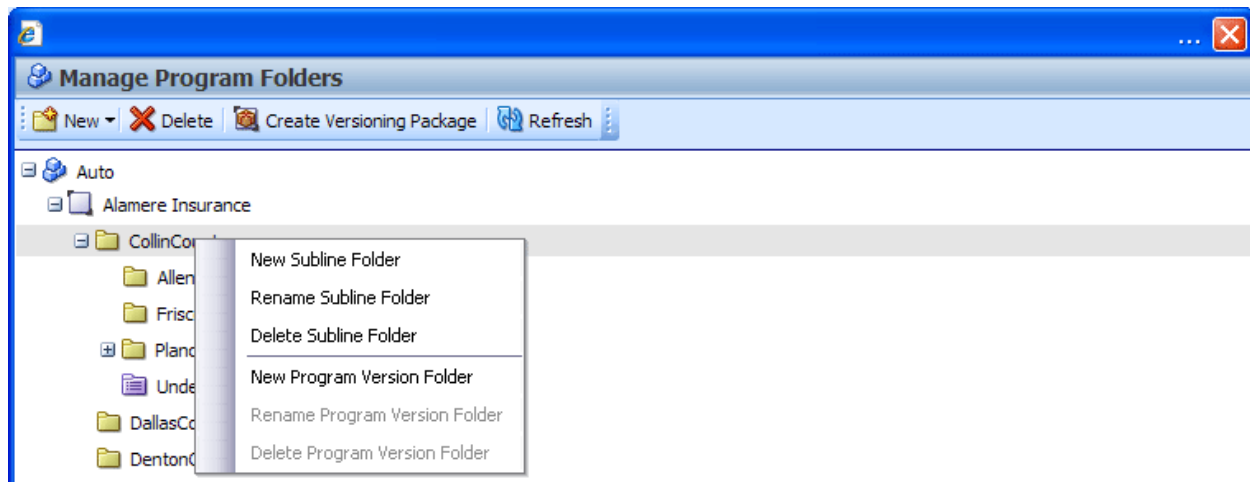 ...
Manage Program Folders
New Delete Create Versioning Package Refresh
Auto
Alamere Insurance
New Subline Folder
Allen
Rename Subline Folder
Delete Subline Folder
New Program Version Folder
Rename Program Version Folder
Delete Program Version Folder